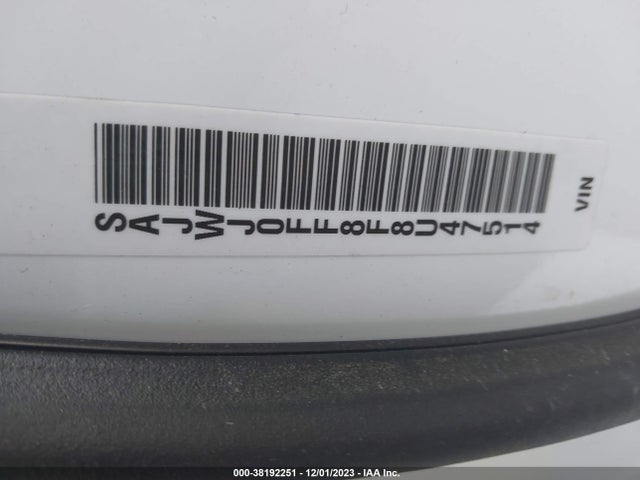 SAJWJ0FF8F8U47514
VIN
000-38192251 - 12/01/2023 - IAA Inc.